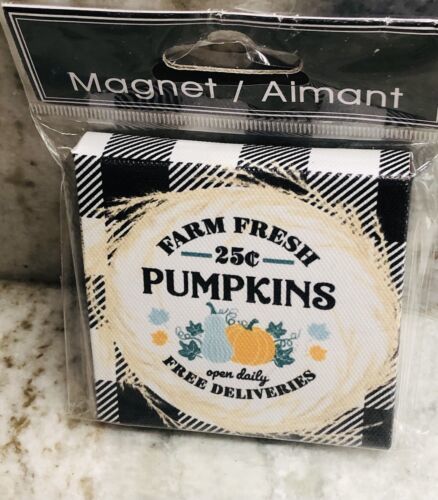 Magnet / Aimant
FARM FRESH
25¢
PUMPKINS
open daily
FREE DELIVERIES